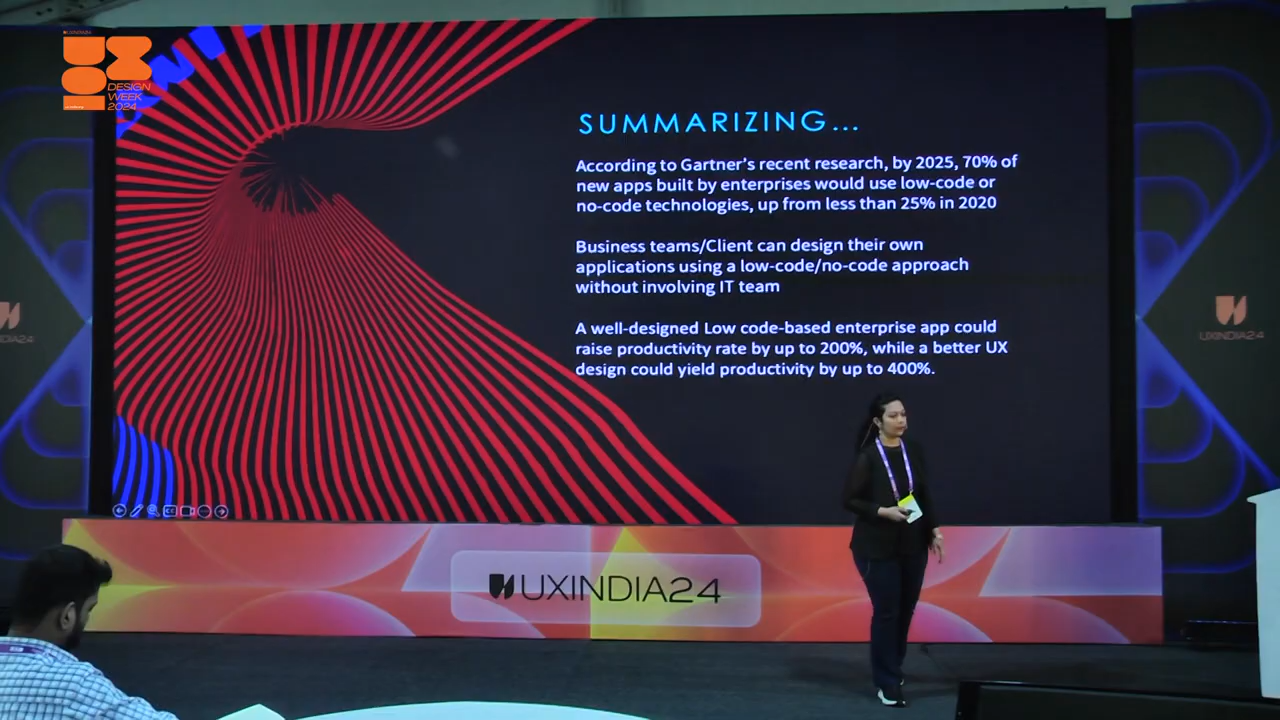 DESIGN
WEEK
2024
SUMMARIZING...
According to Gartner's recent research, by 2025, 70% of
new apps built by enterprises would use low-code or
no-code technologies, up from less than 25% in 2020
Business teams/Client can design their own
applications using a low-code/no-code approach
without involving IT team
A well-designed Low code-based enterprise app could
raise productivity rate by up to 200%, while a better UX
design could yield productivity by up to 400%.
UXINDIA24
UXINDIA24